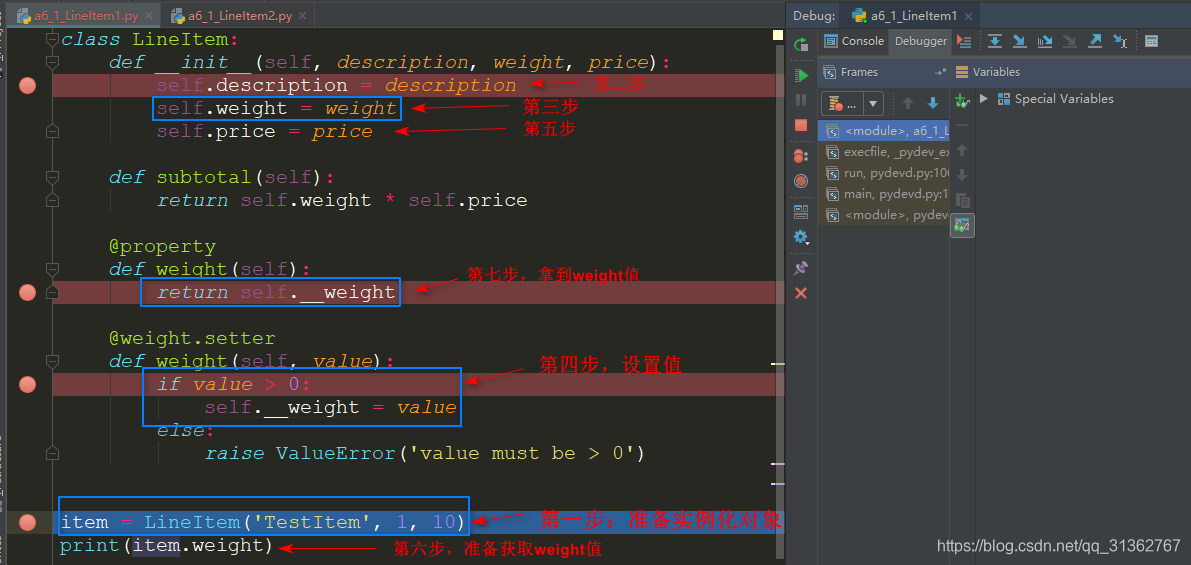 a6_1_LineItem1.py
a6_1_LineItem2.py
class LineItem:
def __init__(self, description, weight, price):
self.description = description
第二步
self.weight = weight
第三步
self.price = price
第五步
def subtotal(self):
return self.weight * self.price
@property
def weight(self):
return self.__weight
第七步，拿到weight值
@weight.setter
def weight(self, value):
if value > 0:
self.__weight = value
第四步，设置值
else:
raise ValueError('value must be > 0')
item = LineItem('TestItem', 1, 10)
第一步：准备实例化对象
print(item.weight)
第六步，准备获取weight值
Debug:
a6_1_LineItem1
Console
Debugger
Frames
Variables
...
Special Variables
<module>, a6_1_L
execfile, _pydev_e
run, pydevd.py:10
main, pydevd.py:1
<module>, pydev
https://blog.csdn.net/qq_31362767